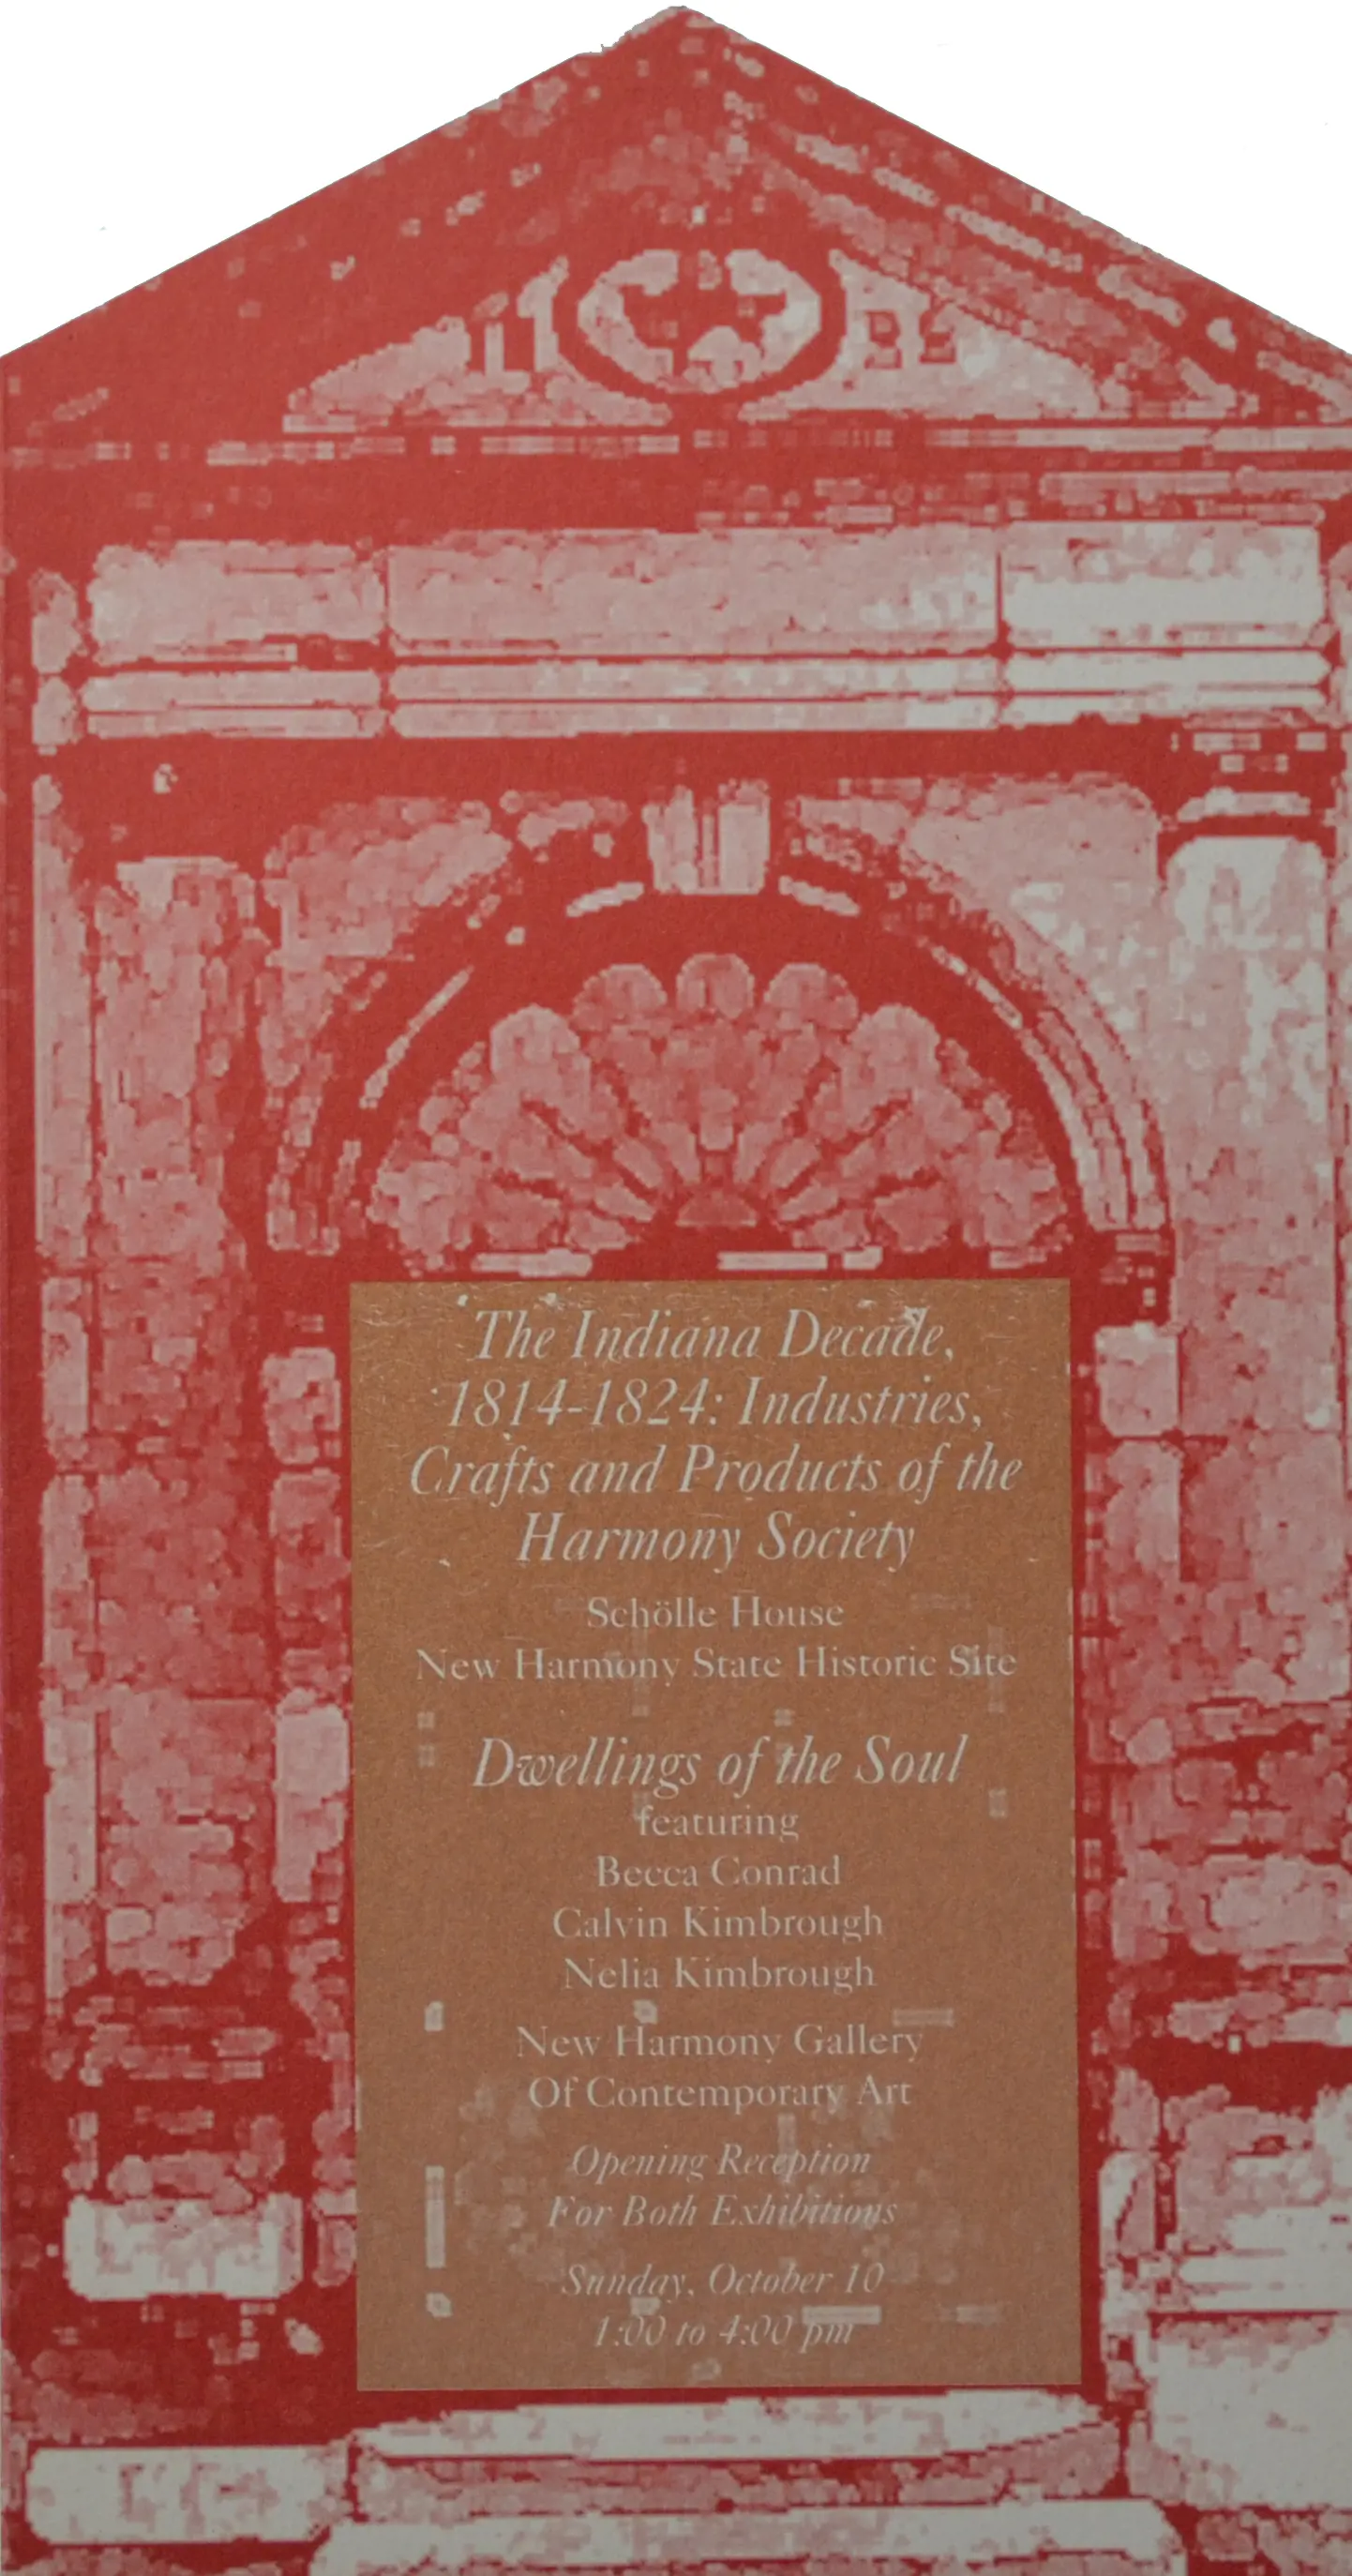 The Indiana Decade,
1814-1824: Industries,
Crafts and Products of the
Harmony Society
Schölle House
New Harmony State Historic Site
Dwellings of the Soul
featuring
Becca Conrad
Calvin Kimbrough
Nelia Kimbrough
New Harmony Gallery
Of Contemporary Art
Opening Reception
For Both Exhibitions
Sunday, October 10
1:00 to 4:00 pm